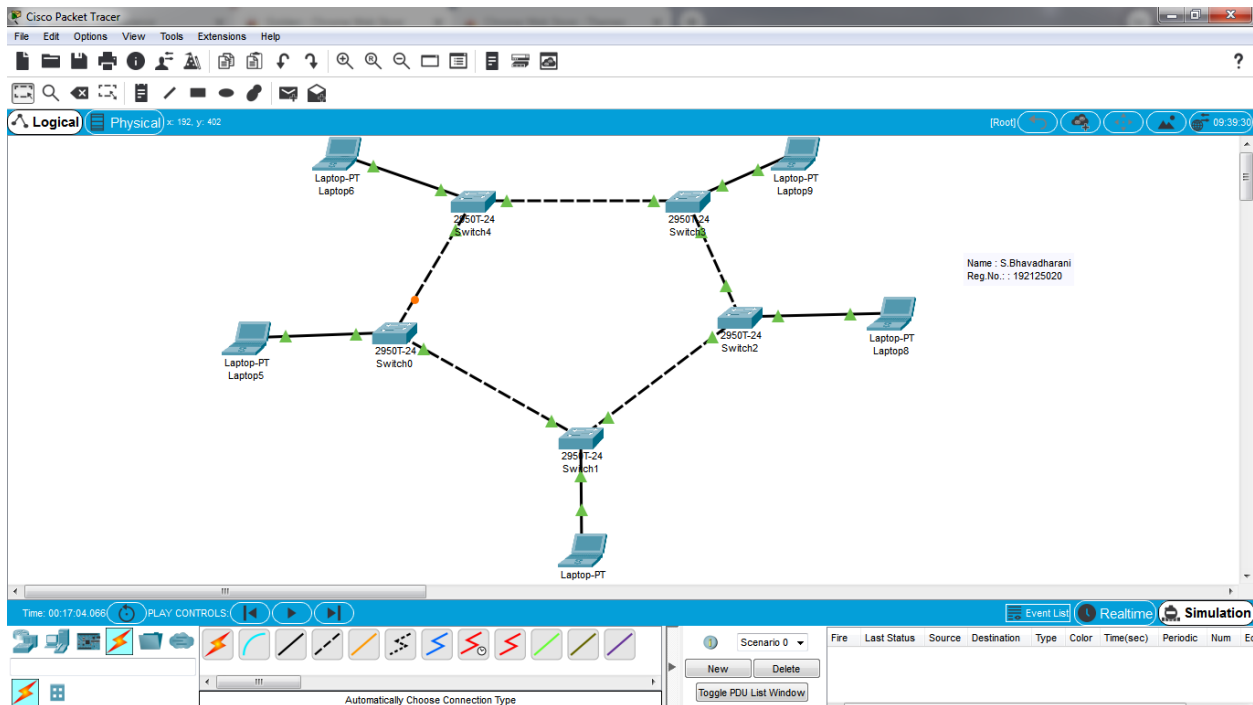 Cisco Packet Tracer
File Edit Options View Tools Extensions Help
?
Logical Physical x: 192, y: 402 [Root] 09:39:30
Laptop-PT
Laptop6
Laptop-PT
Laptop9
2950T-24
Switch4
2950T-24
Switch3
Name : S.Bhavadharani
Reg.No.: : 192125020
Laptop-PT
Laptop5
2950T-24
Switch0
2950T-24
Switch2
Laptop-PT
Laptop8
2950T-24
Switch1
Laptop-PT
Time: 00:17:04.066 PLAY CONTROLS: Event List Realtime Simulation
Scenario 0
Fire Last Status Source Destination Type Color Time(sec) Periodic Num
New Delete
Toggle PDU List Window
Automatically Choose Connection Type